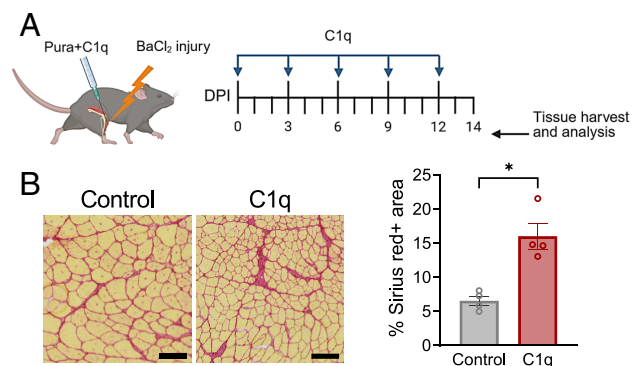 A
Pura+C1q
BaCl₂ injury
C1q
DPI
0 3 6 9 12 14
Tissue harvest
and analysis
B
Control
C1q
% Sirius red+ area
25
20
15
10
5
0
*
Control C1q